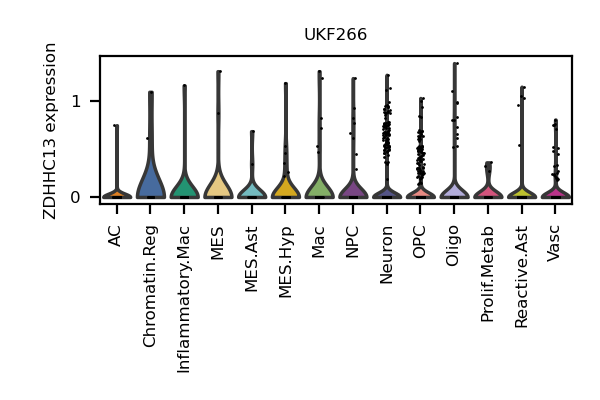 UKF266
ZDHHC13 expression
1
0
AC
Chromatin.Reg
Inflammatory.Mac
MES
MES.Ast
MES.Hyp
Mac
NPC
Neuron
OPC
Oligo
Prolif.Metab
Reactive.Ast
Vasc